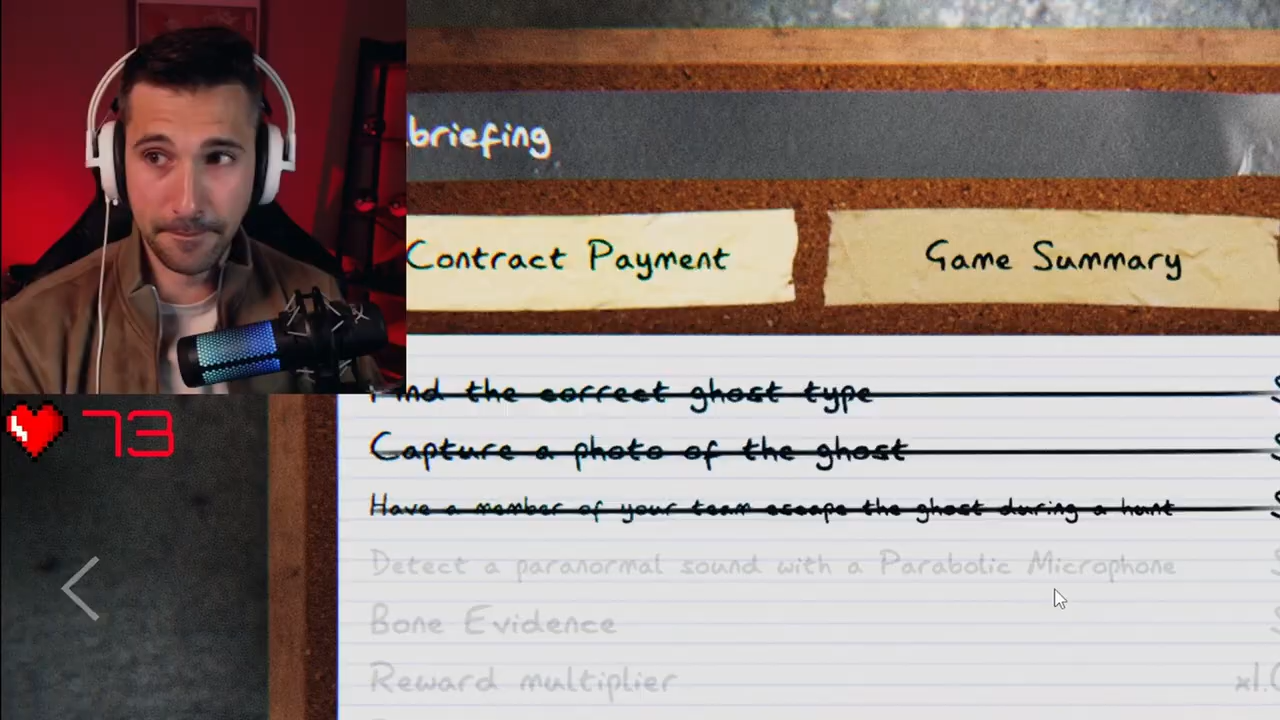 briefing
Contract Payment
Game Summary
Find the correct ghost type
Capture a photo of the ghost
Have a member of your team escape the ghost during a hunt
73
Detect a paranormal sound with a Parabolic Microphone
Bone Evidence
Reward multiplier